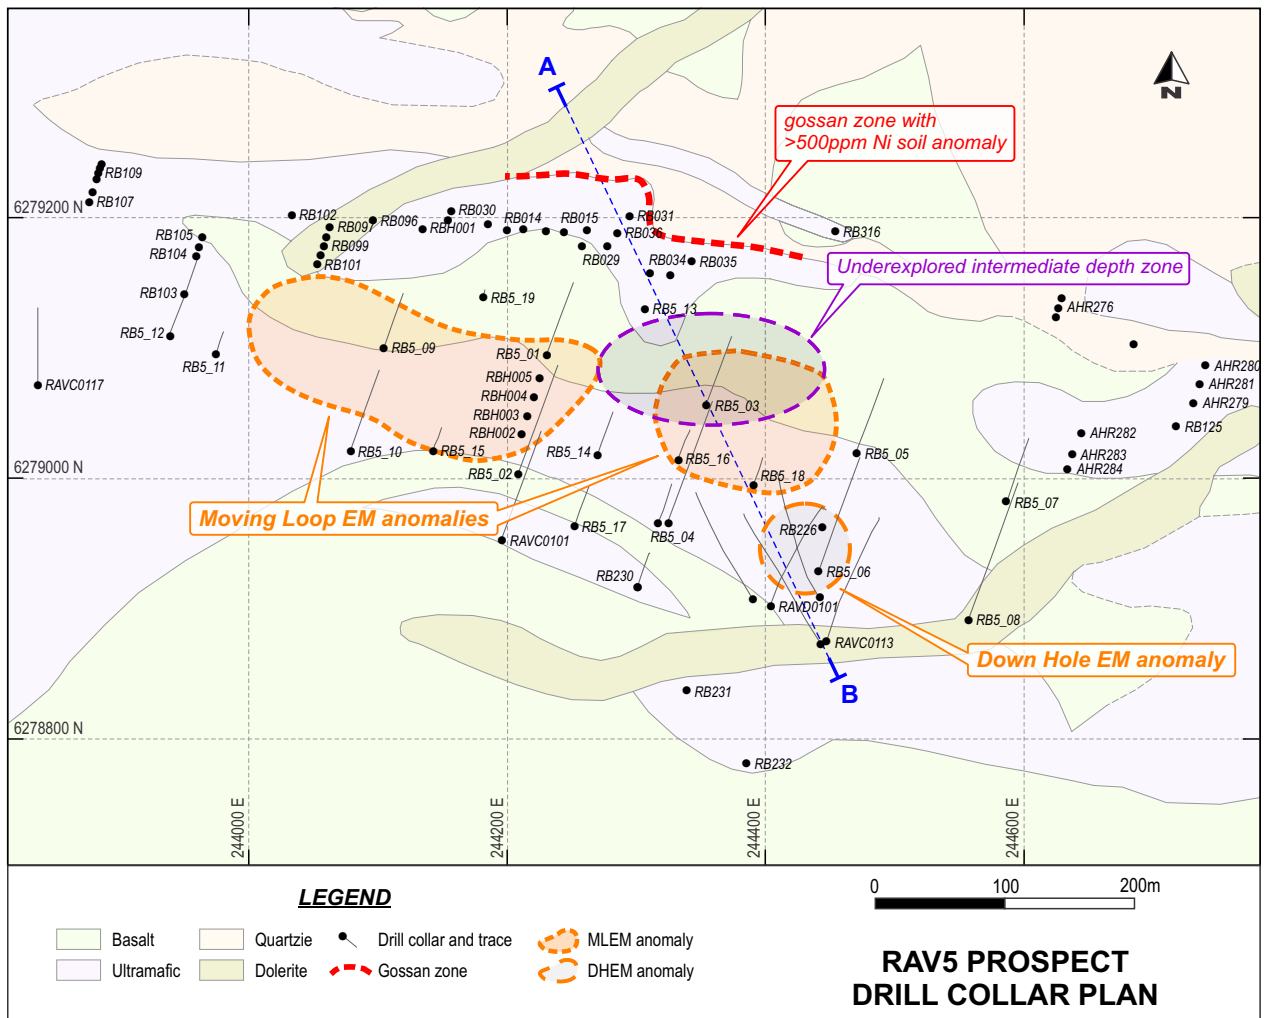 A
N
gossan zone with
>500ppm Ni soil anomaly
RB109
RB107
6279200 N
RB102
RB097
RB096
RB030
RBH001
RB014
RB015
RB031
RB036
RB316
RB105
RB104
RB099
RB101
RB029
RB034
RB035
Underexplored intermediate depth zone
RB103
RB5_19
RB5_13
AHR276
RB5_12
RB5_11
RB5_09
RB5_01
RAVC0117
RBH005
RBH004
RBH003
RBH002
RB5_03
AHR280
AHR281
AHR279
RB125
AHR282
AHR283
AHR284
RB5_10
RB5_15
RB5_14
RB5_16
RB5_05
6279000 N
RB5_02
RB5_18
RB5_07
Moving Loop EM anomalies
RB5_17
RB5_04
RB226
RAVC0101
RB230
RB5_06
RAVD0101
RB5_08
RAVC0113
Down Hole EM anomaly
RB231
B
6278800 N
RB232
244000 E
244200 E
244400 E
244600 E
LEGEND
Basalt
Quartzie
Drill collar and trace
MLEM anomaly
Ultramafic
Dolerite
Gossan zone
DHEM anomaly
0 100 200m
RAV5 PROSPECT
DRILL COLLAR PLAN